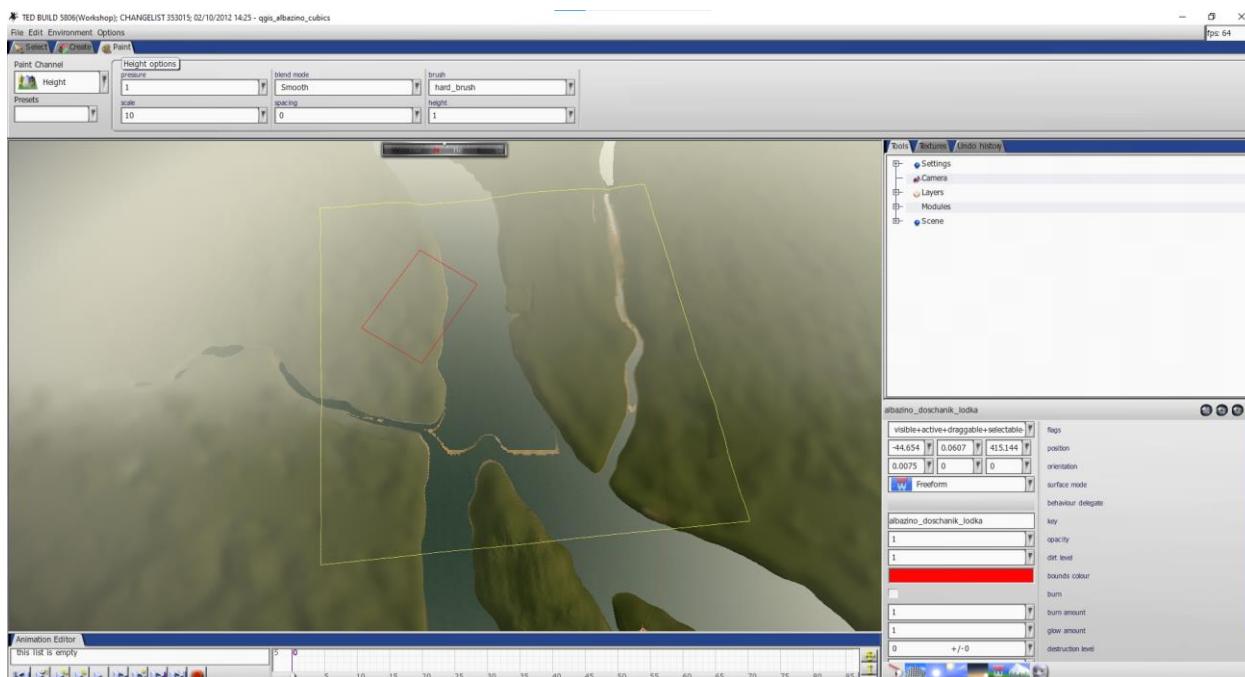 TED BUILD 5806(Workshop); CHANGELIST 353015; 02/10/2012 14:25 - qgis_albazino_cubics
File Edit Environment Options
fps: 64
Select Create Paint
Paint Channel
Height
Presets
Height options
pressure blend mode brush
1 Smooth hard_brush
scale spacing height
10 0 1
Tools Textures Undo history
Settings
Camera
Layers
Modules
Scene
albazino_doschanik_lodka
visible+active+draggable+selectable- flags
-44.654 0.0607 415.144 position
0.0075 0 0 orientation
Freeform surface mode
behaviour delegate
albazino_doschanik_lodka key
1 opacity
1 dirt level
bounds colour
burn
1 burn amount
1 glow amount
0 +/-0 destruction level
Animation Editor
this list is empty
5 0
5 10 15 20 25 30 35 40 45 50 55 60 65 70 75 80 85